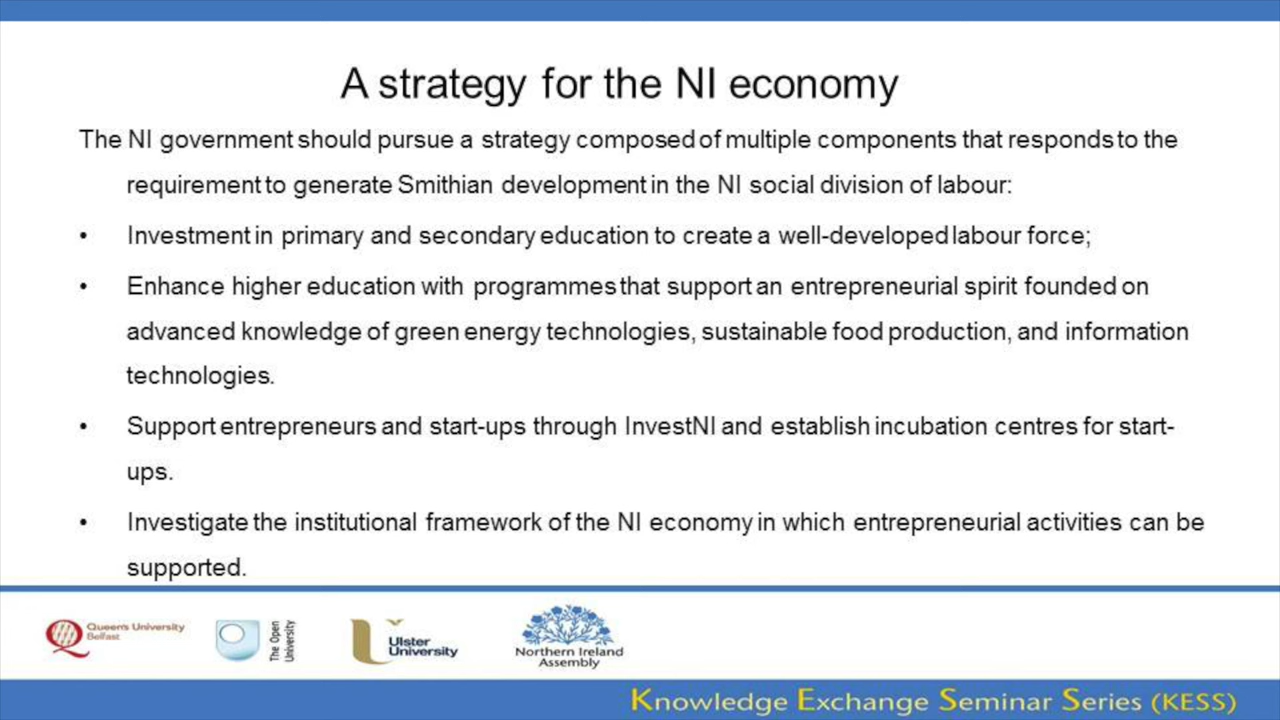 A strategy for the NI economy
The NI government should pursue a strategy composed of multiple components that responds to the
requirement to generate Smithian development in the NI social division of labour:
• Investment in primary and secondary education to create a well-developed labour force;
• Enhance higher education with programmes that support an entrepreneurial spirit founded on
advanced knowledge of green energy technologies, sustainable food production, and information
technologies.
• Support entrepreneurs and start-ups through InvestNI and establish incubation centres for start-
ups.
• Investigate the institutional framework of the NI economy in which entrepreneurial activities can be
supported.
Queen's University
Belfast
The Open
University
Ulster
University
Northern Ireland
Assembly
Knowledge Exchange Seminar Series (KESS)